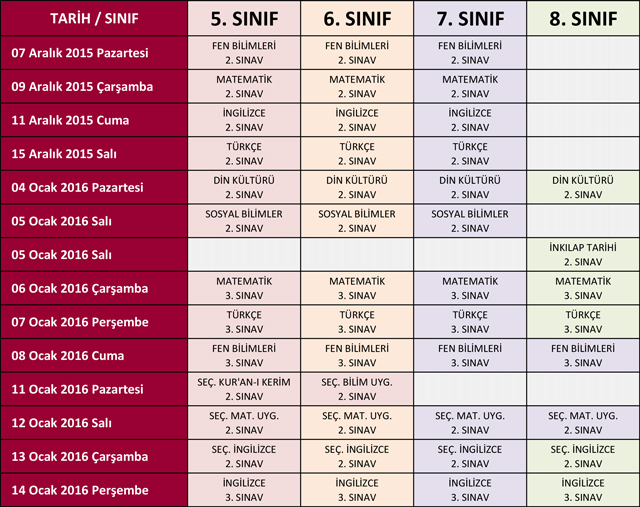 TARİH / SINIF 5. SINIF 6. SINIF 7. SINIF 8. SINIF
07 Aralık 2015 Pazartesi FEN BİLİMLERİ FEN BİLİMLERİ FEN BİLİMLERİ
2. SINAV 2. SINAV 2. SINAV
09 Aralık 2015 Çarşamba MATEMATİK MATEMATİK MATEMATİK
2. SINAV 2. SINAV 2. SINAV
11 Aralık 2015 Cuma İNGİLİZCE İNGİLİZCE İNGİLİZCE
2. SINAV 2. SINAV 2. SINAV
15 Aralık 2015 Salı TÜRKÇE TÜRKÇE TÜRKÇE
2. SINAV 2. SINAV 2. SINAV
04 Ocak 2016 Pazartesi DİN KÜLTÜRÜ DİN KÜLTÜRÜ DİN KÜLTÜRÜ DİN KÜLTÜRÜ
2. SINAV 2. SINAV 2. SINAV 2. SINAV
05 Ocak 2016 Salı SOSYAL BİLİMLER SOSYAL BİLİMLER SOSYAL BİLİMLER
2. SINAV 2. SINAV 2. SINAV
05 Ocak 2016 Salı İNKILAP TARİHİ
2. SINAV
06 Ocak 2016 Çarşamba MATEMATİK MATEMATİK MATEMATİK MATEMATİK
3. SINAV 3. SINAV 3. SINAV 3. SINAV
07 Ocak 2016 Perşembe TÜRKÇE TÜRKÇE TÜRKÇE TÜRKÇE
3. SINAV 3. SINAV 3. SINAV 3. SINAV
08 Ocak 2016 Cuma FEN BİLİMLERİ FEN BİLİMLERİ FEN BİLİMLERİ FEN BİLİMLERİ
3. SINAV 3. SINAV 3. SINAV 3. SINAV
11 Ocak 2016 Pazartesi SEÇ. KUR'AN-I KERİM SEÇ. BİLİM UYG.
2. SINAV 2. SINAV
12 Ocak 2016 Salı SEÇ. MAT. UYG. SEÇ. MAT. UYG. SEÇ. MAT. UYG. SEÇ. MAT. UYG.
2. SINAV 2. SINAV 2. SINAV 2. SINAV
13 Ocak 2016 Çarşamba SEÇ. İNGİLİZCE SEÇ. İNGİLİZCE SEÇ. İNGİLİZCE SEÇ. İNGİLİZCE
2. SINAV 2. SINAV 2. SINAV 2. SINAV
14 Ocak 2016 Perşembe İNGİLİZCE İNGİLİZCE İNGİLİZCE İNGİLİZCE
3. SINAV 3. SINAV 3. SINAV 3. SINAV